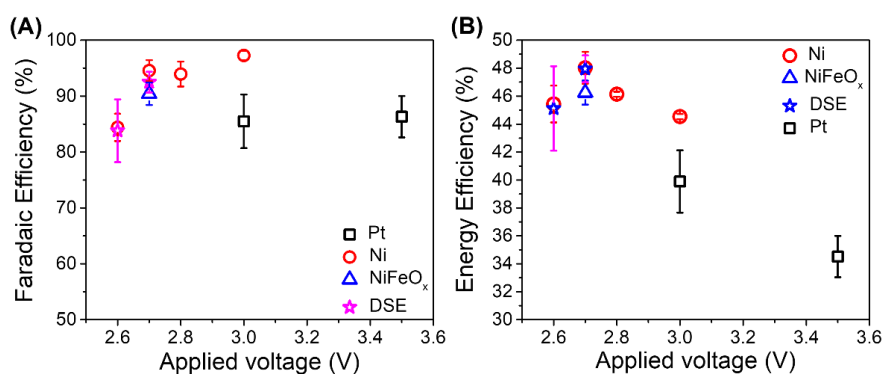 (A)
Faradaic Efficiency (%)
100
90
80
70
60
50
2.6
2.8
3.0
3.2
3.4
3.6
Applied voltage (V)
Pt
Ni
NiFeOₓ
DSE
(B)
Energy Efficiency (%)
50
48
46
44
42
40
38
36
34
32
30
2.6
2.8
3.0
3.2
3.4
3.6
Applied voltage (V)
Ni
NiFeOₓ
DSE
Pt